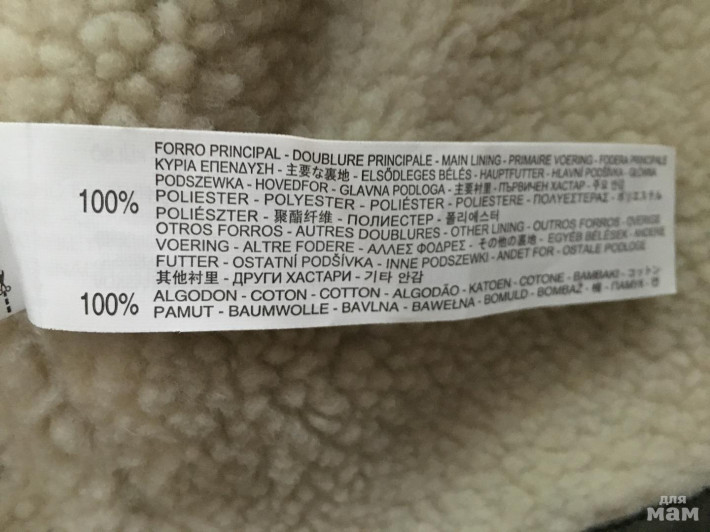 FORRO PRINCIPAL - DOUBLURE PRINCIPALE - MAIN LINING - PRIMAIRE VOERING - FODERA PRINCIPALE
ΚΥΡΙΑ ΕΠΕΝΔΥΣΗ - 主要な裏地 - ELSŐDLEGES BÉLÉS - HAUPTFUTTER - HLAVNÍ PODŠÍVKA - GŁÓWNA
PODSZEWKA - HOVEDFOR - GLAVNA PODLOGA - 主要衬里 - ПЪРВИЧЕН ХАСТАР - 주요 안감
100% POLIESTER - POLYESTER - POLIÉSTER - POLIESTERE - ΠΟΛΥΕΣΤΕΡΑΣ - ポリエステル
POLIÉSZTER - 聚酯纤维 - ПОЛИЕСТЕР - 폴리에스터
OTROS FORROS - AUTRES DOUBLURES - OTHER LINING - OUTROS FORROS - OVERIGE
VOERING - ALTRE FODERE - ΑΛΛΕΣ ΦΟΔΡΕΣ - その他の裏地 - EGYÉB BÉLÉSEK - ANDERE
FUTTER - OSTATNÍ PODŠÍVKA - INNE PODSZEWKI - ANDET FOR - OSTALE PODLOGE
其他衬里 - ДРУГИ ХАСТАРИ - 기타 안감
100% ALGODON - COTON - COTTON - ALGODÃO - KATOEN - COTONE - ΒΑΜΒΑΚΙ - コットン
PAMUT - BAUMWOLLE - BAVLNA - BAWEŁNA - BOMULD - BOMBAŽ - 棉 - ПАМУК - 면
для
мам